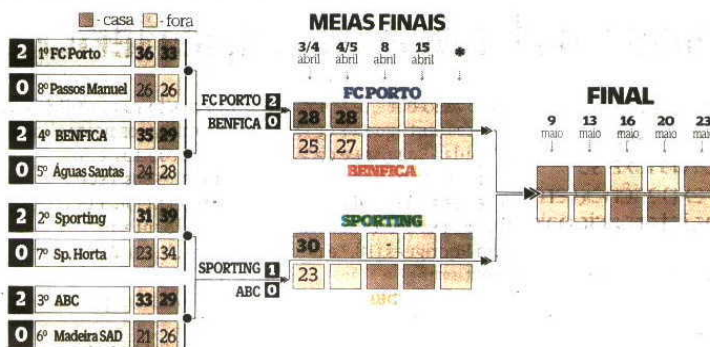 - casa - fora
2 1º FC Porto 36 33
0 8º Passos Manuel 26 26
2 4º BENFICA 35 29
0 5º Águas Santas 24 28
2 2º Sporting 31 39
0 7º Sp. Horta 23 34
2 3º ABC 33 29
0 6º Madeira SAD 21 26
FC PORTO 2
BENFICA 0
SPORTING 1
ABC 0
MEIAS FINAIS
3/4 4/5 8 15 *
abril abril abril abril
FC PORTO
28 28
25 27
BENFICA
SPORTING
30
23
ABC
FINAL
9 13 16 20 23
maio maio maio maio maio